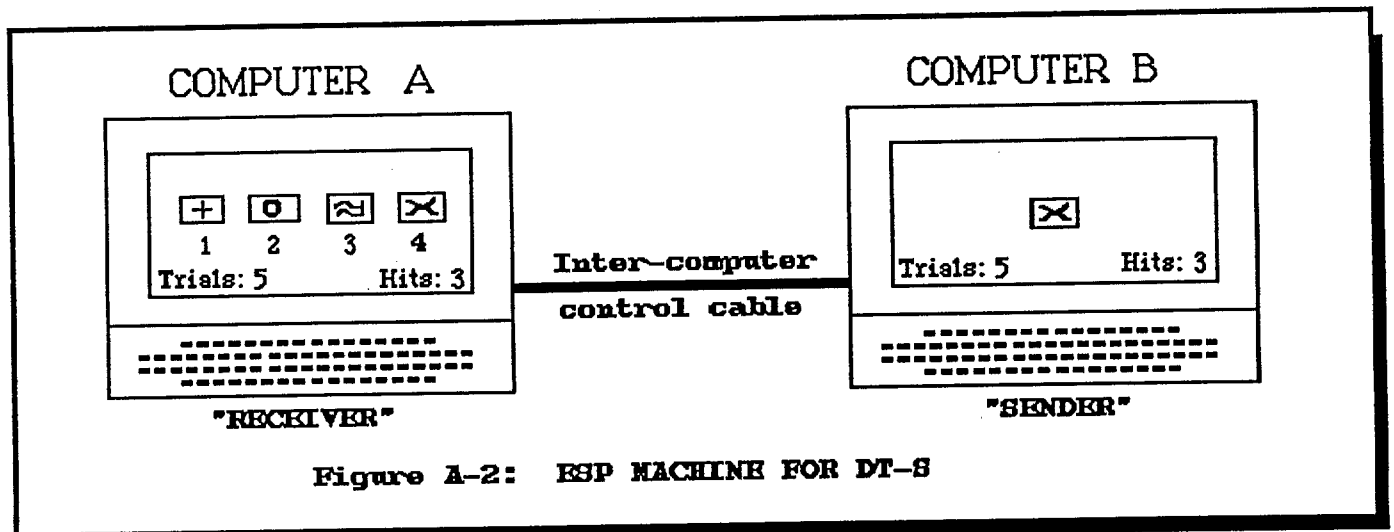 COMPUTER A
COMPUTER B
1 2 3 4
Trials: 5 Hits: 3
Trials: 5 Hits: 3
Inter-computer
control cable
"RECEIVER"
"SENDER"
Figure A-2: ESP MACHINE FOR DT-S